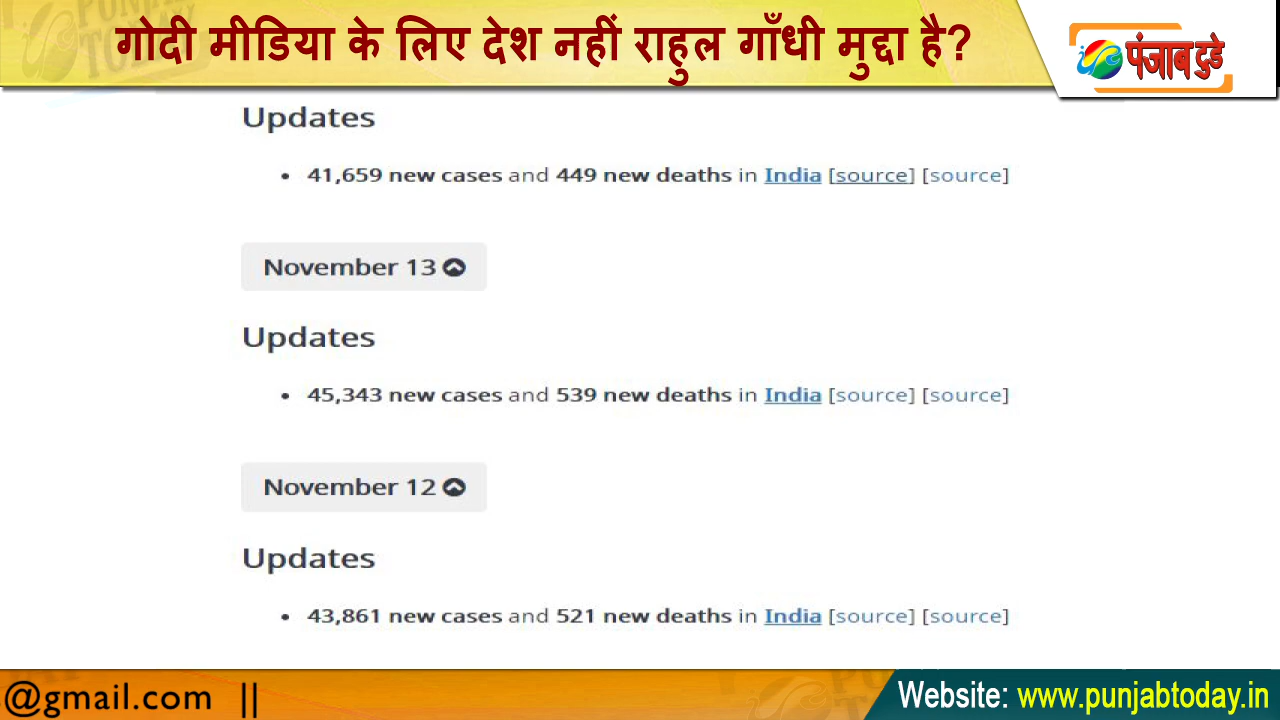 गोदी मीडिया के लिए देश नहीं राहुल गाँधी मुद्दा है?
पंजाब टुडे
Updates
• 41,659 new cases and 449 new deaths in India [source] [source]
November 13
Updates
• 45,343 new cases and 539 new deaths in India [source] [source]
November 12
Updates
• 43,861 new cases and 521 new deaths in India [source] [source]
@gmail.com ||
Website: www.punjabtoday.in